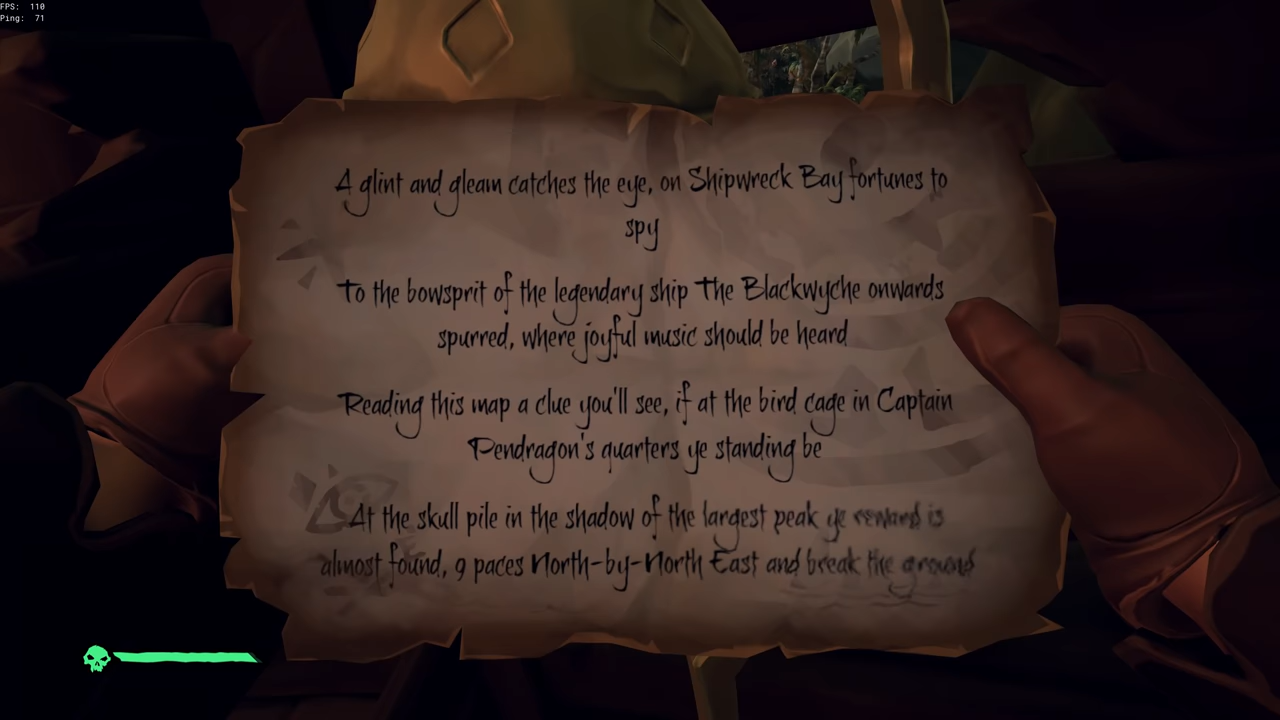 FPS: 110
Ping: 71
A glint and gleam catches the eye, on Shipwreck Bay fortunes to
spy
To the bowsprit of the legendary ship The Blackwyche onwards
spurred, where joyful music should be heard
Reading this map a clue you'll see, if at the bird cage in Captain
Pendragon's quarters ye standing be
At the skull pile in the shadow of the largest peak ye reward is
almost found, 9 paces North-by-North East and break the ground